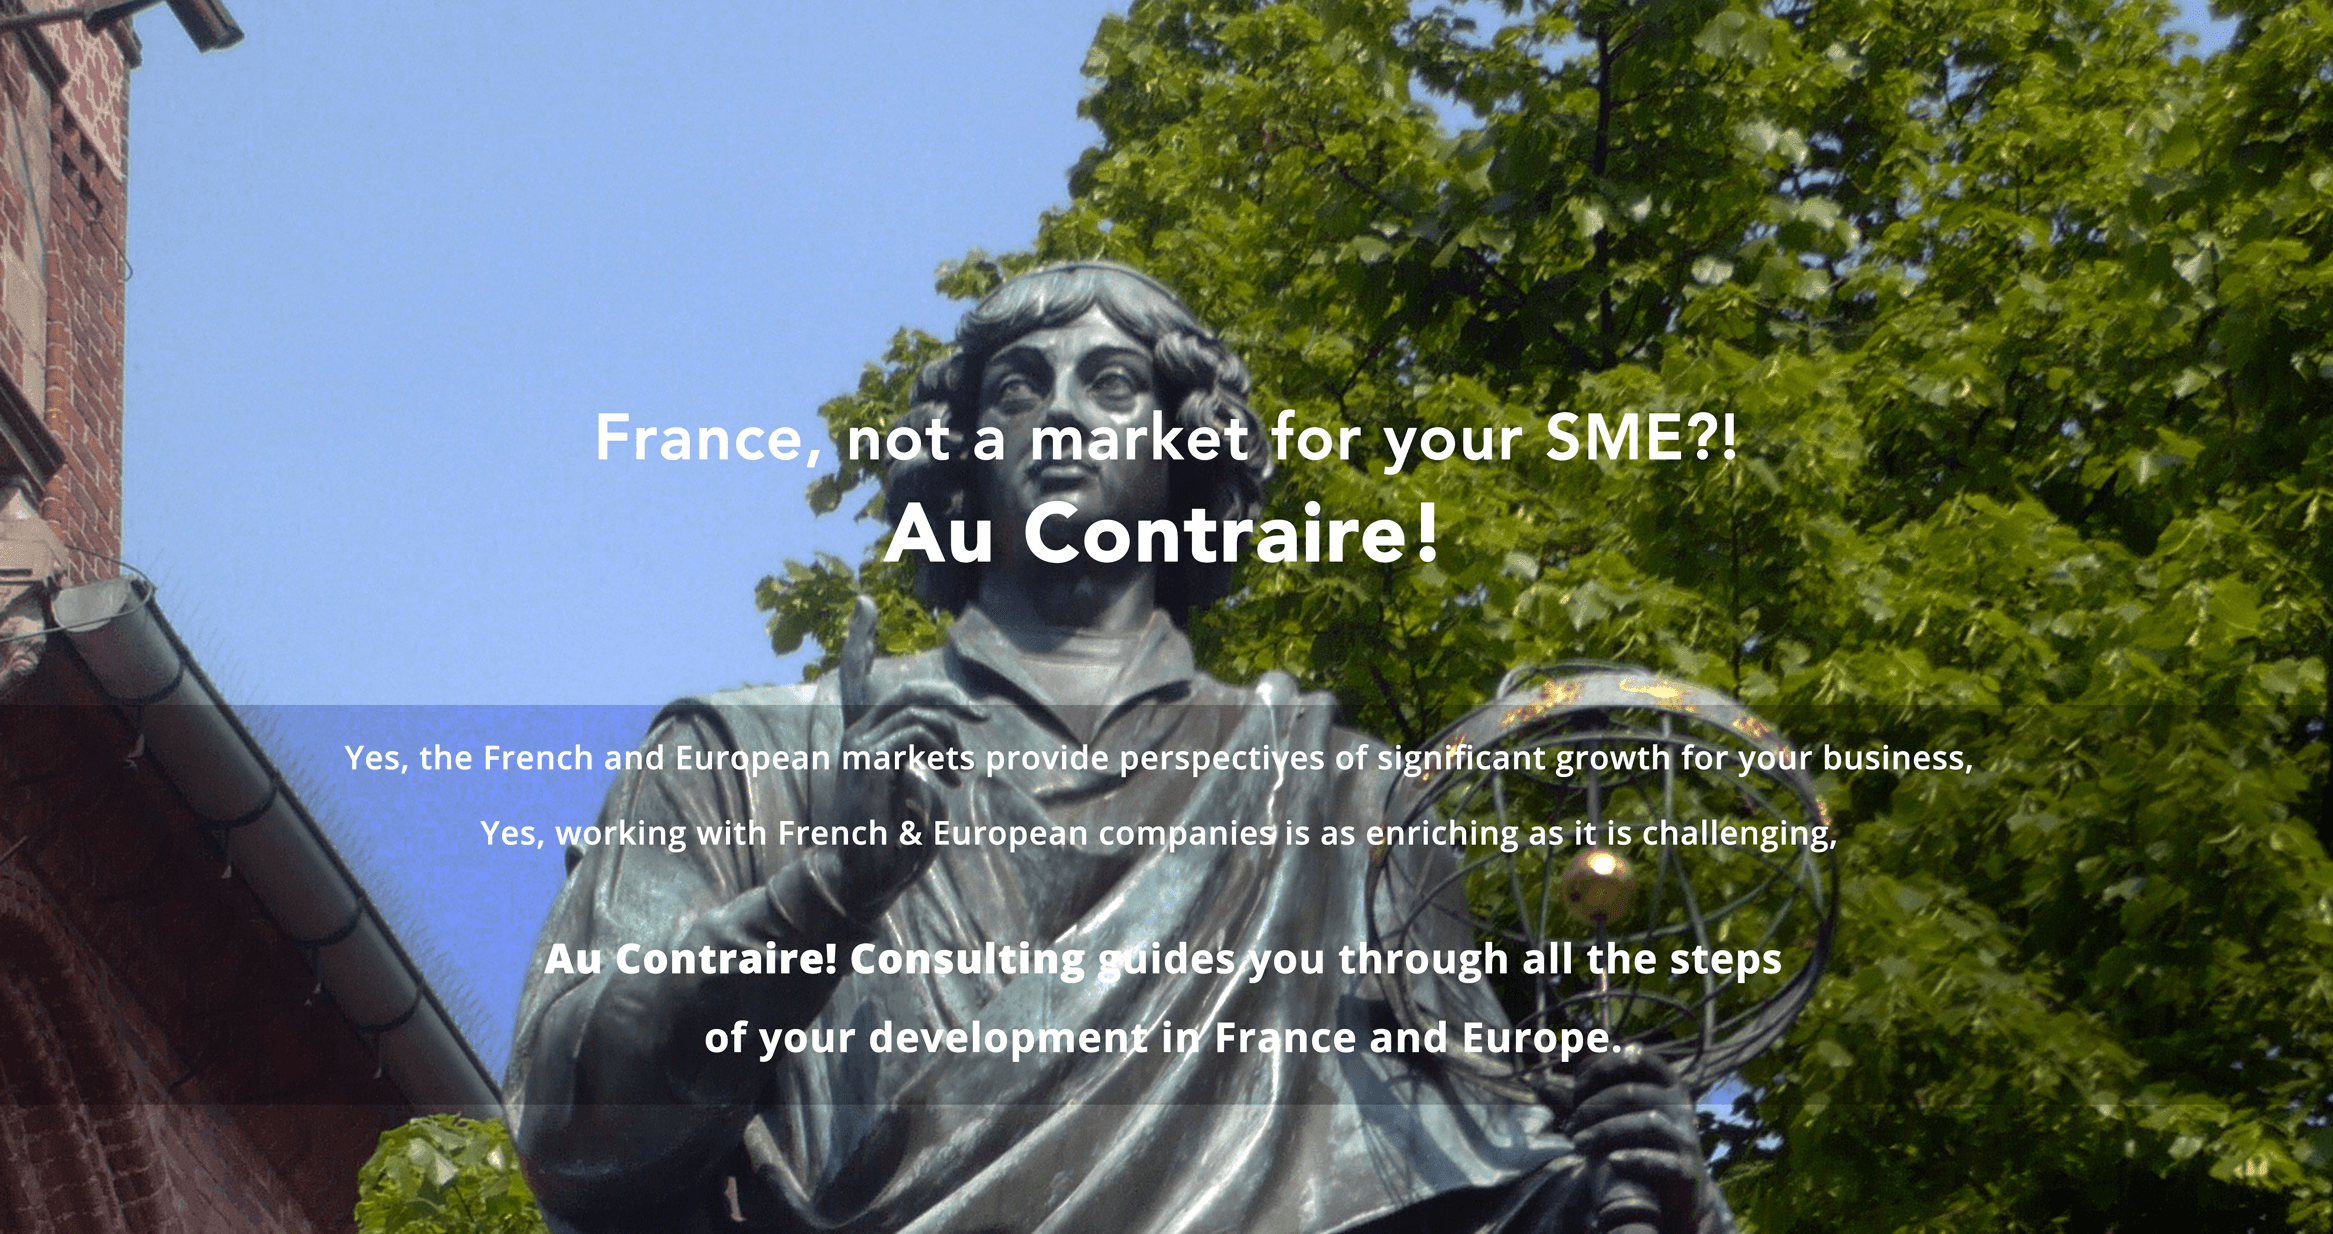 France, not a market for your SME?!
Au Contraire!
Yes, the French and European markets provide perspectives of significant growth for your business,
Yes, working with French & European companies is as enriching as it is challenging,
Au Contraire! Consulting guides you through all the steps
of your development in France and Europe...